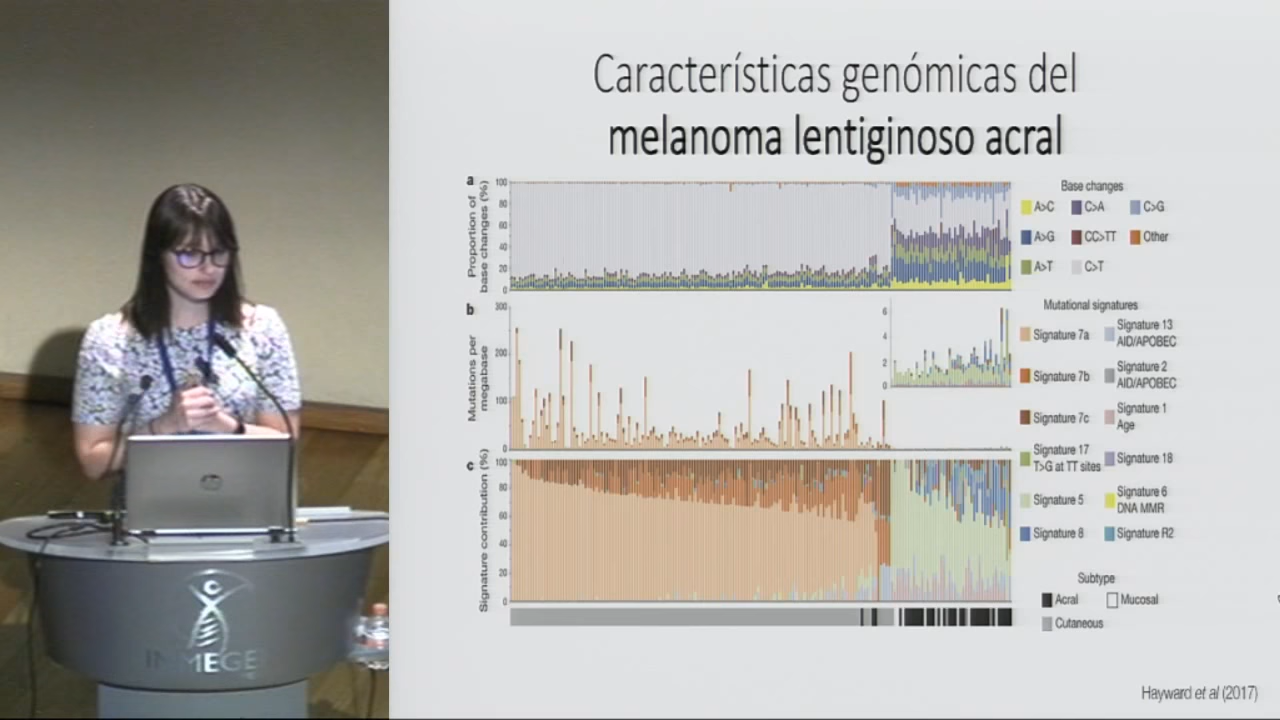 Características genómicas del
melanoma lentiginoso acral
a
Proportion of
base changes (%)
100
80
60
40
20
0
Base changes
A>C
C>A
C>G
A>G
CC>TT
Other
A>T
C>T
b
Mutations per
megabase
300
200
100
0
6
4
2
0
Mutational signatures
Signature 7a
Signature 13
AID/APOBEC
Signature 7b
Signature 2
AID/APOBEC
Signature 7c
Signature 1
Age
Signature 17
T>G at TT sites
Signature 18
Signature 5
Signature 6
DNA MMR
Signature 8
Signature R2
c
Signature contribution (%)
100
80
60
40
20
0
Subtype
Acral
Mucosal
Cutaneous
Hayward et al (2017)
INMEGE